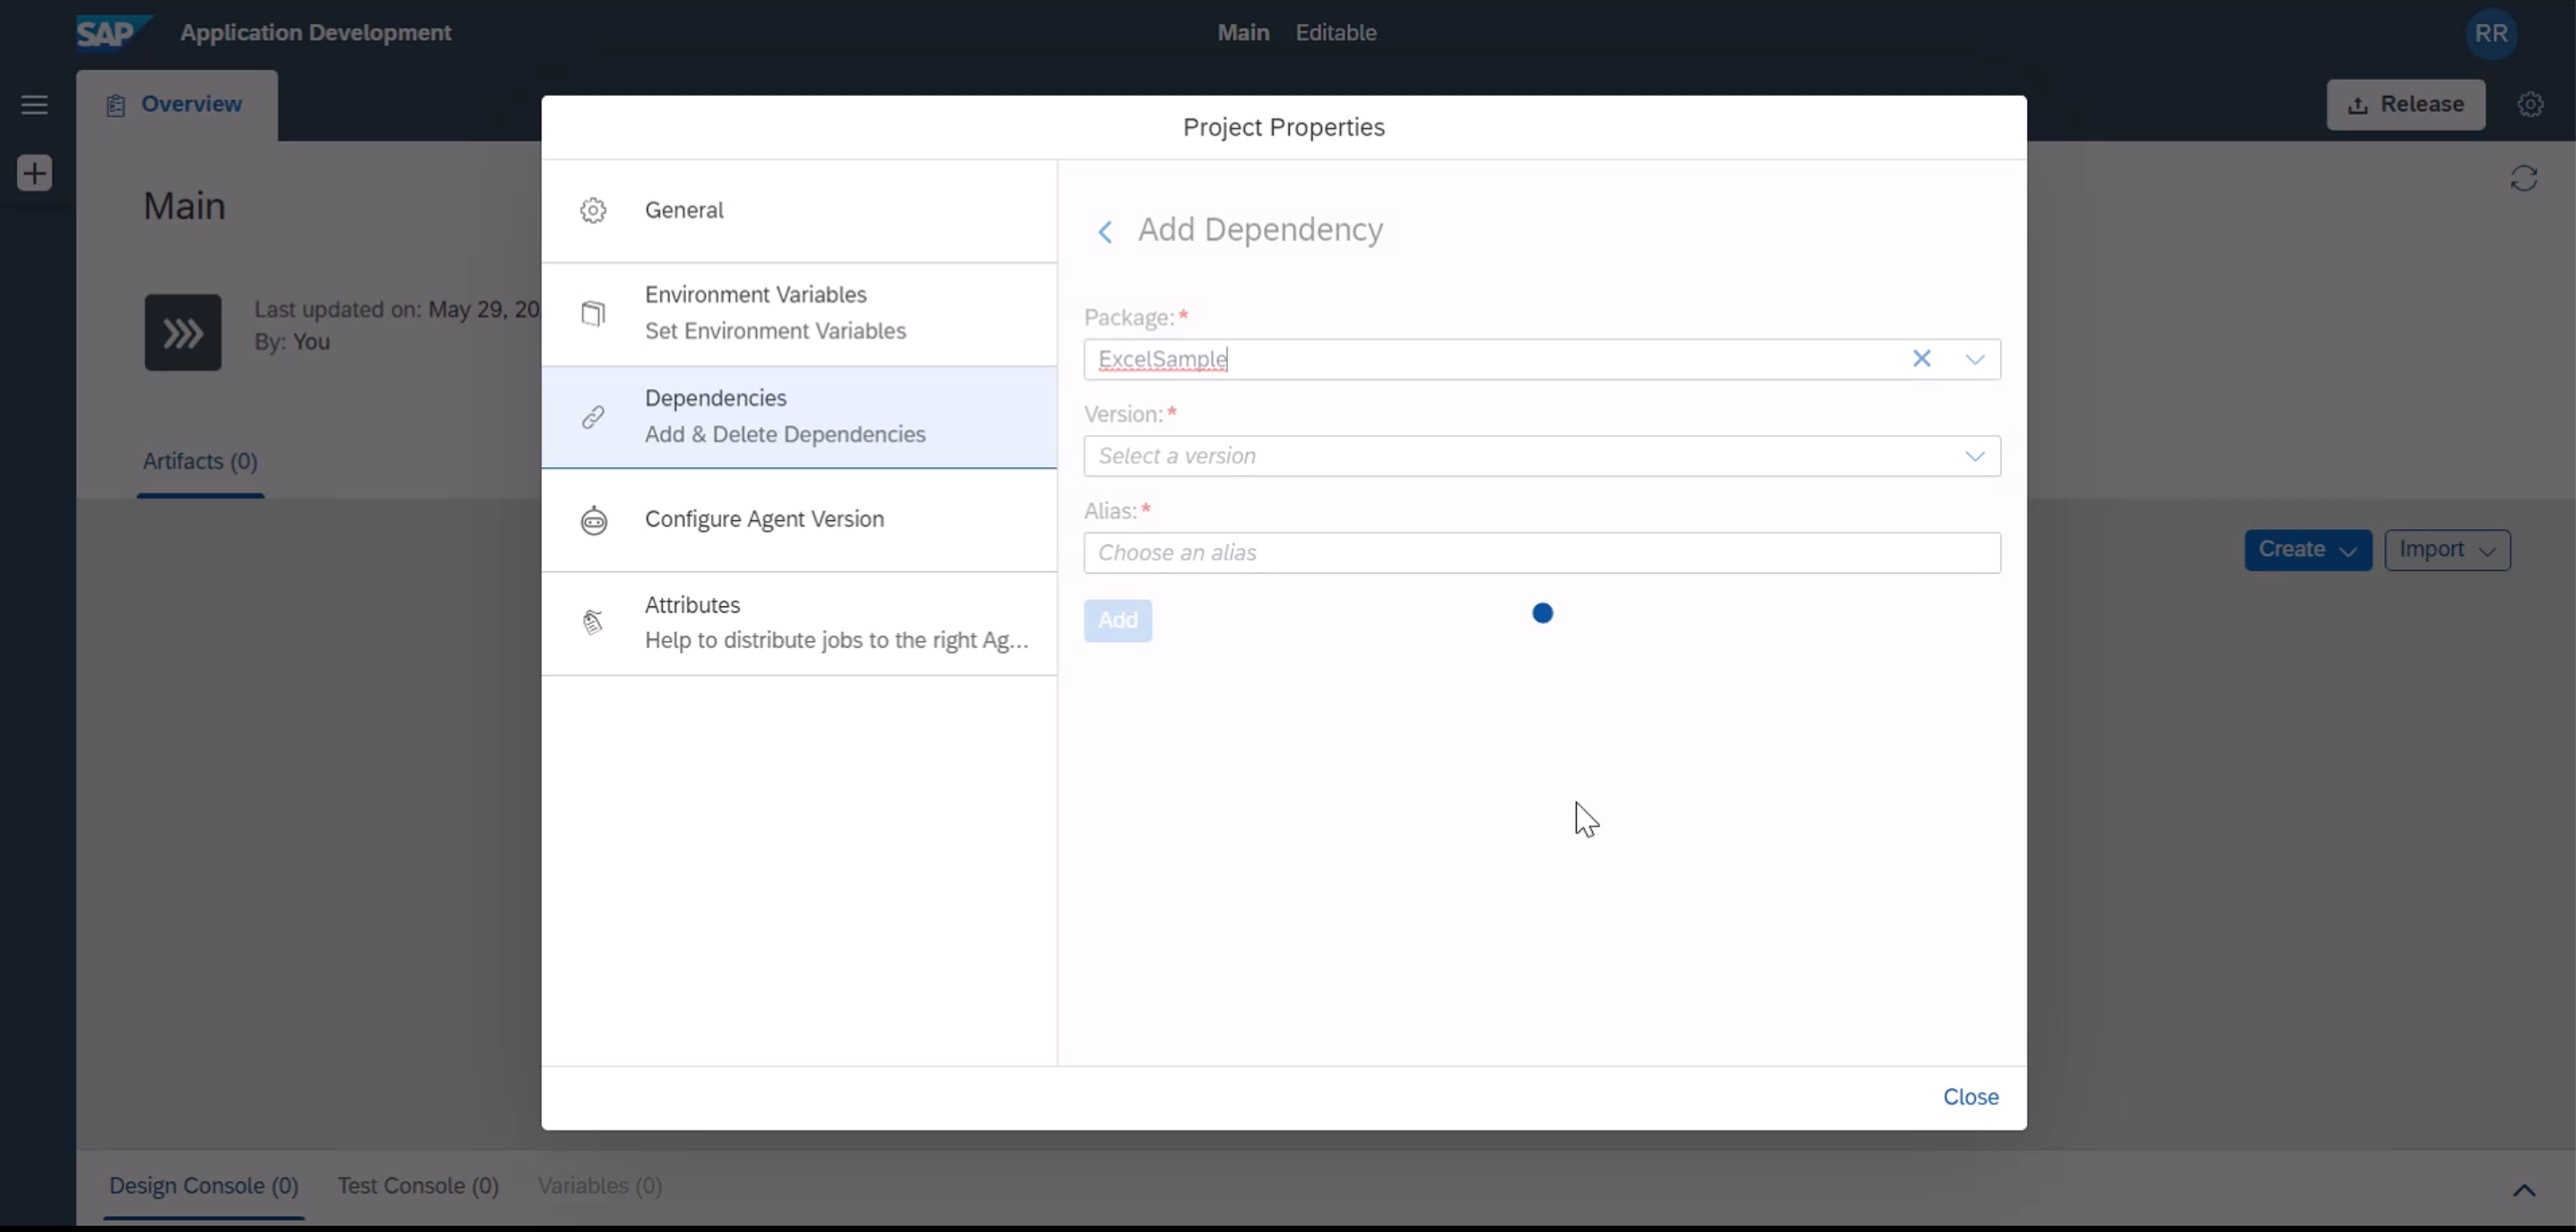 SAP Application Development
Main Editable
RR
Overview
Release
Main
Last updated on: May 29, 20
By: You
Artifacts (0)
Create
Import
Project Properties
General
Environment Variables
Set Environment Variables
Dependencies
Add & Delete Dependencies
Configure Agent Version
Attributes
Help to distribute jobs to the right Ag...
Add Dependency
Package:*
ExcelSample
Version:*
Select a version
Alias:*
Choose an alias
Add
Close
Design Console (0) Test Console (0) Variables (0)